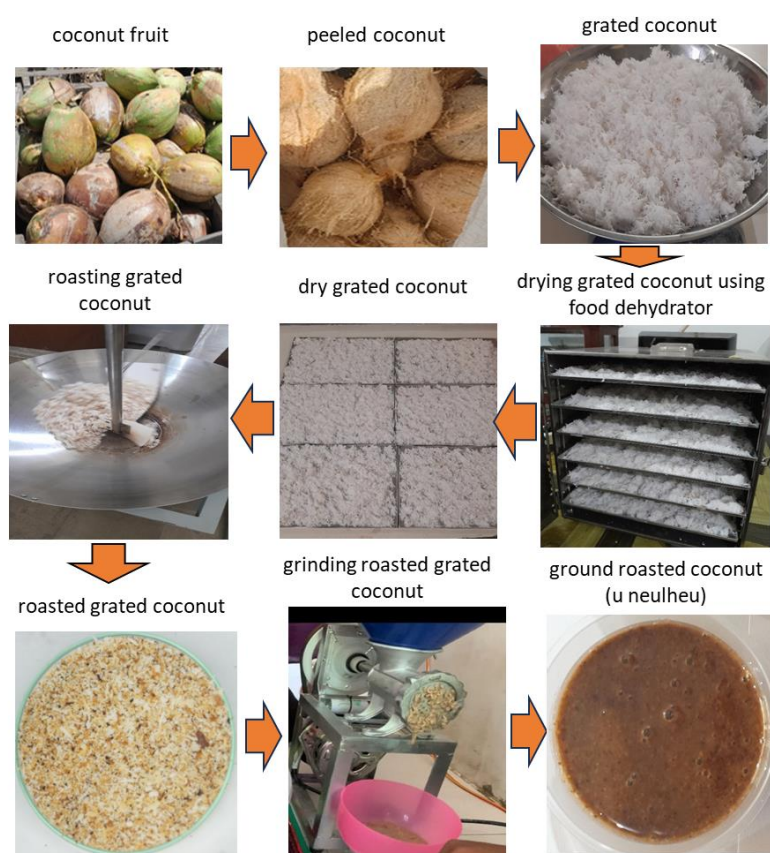 coconut fruit
peeled coconut
grated coconut
drying grated coconut using
food dehydrator
dry grated coconut
roasting grated
coconut
roasted grated coconut
grinding roasted grated
coconut
ground roasted coconut
(u neulheu)